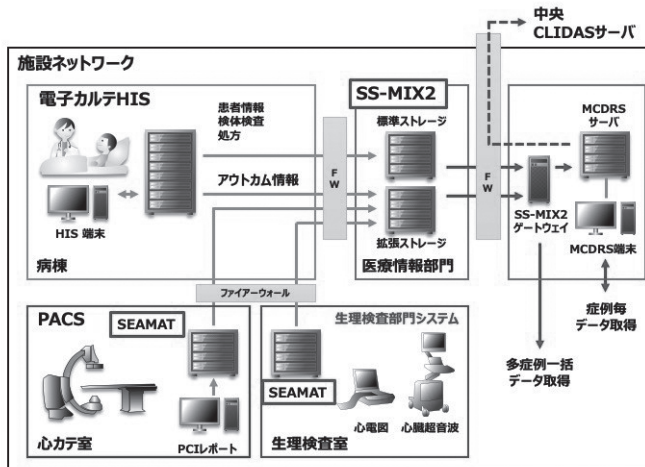 中央
CLIDASサーバ
施設ネットワーク
電子カルテHIS
患者情報
検体検査
処方
アウトカム情報
HIS 端末
病棟
FW
SS-MIX2
標準ストレージ
拡張ストレージ
医療情報部門
FW
SS-MIX2
ゲートウェイ
MCDRS
サーバ
MCDRS端末
症例毎
データ取得
多症例一括
データ取得
ファイアーウォール
PACS
SEAMAT
PCIレポート
心カテ室
生理検査部門システム
SEAMAT
心電図
心臓超音波
生理検査室